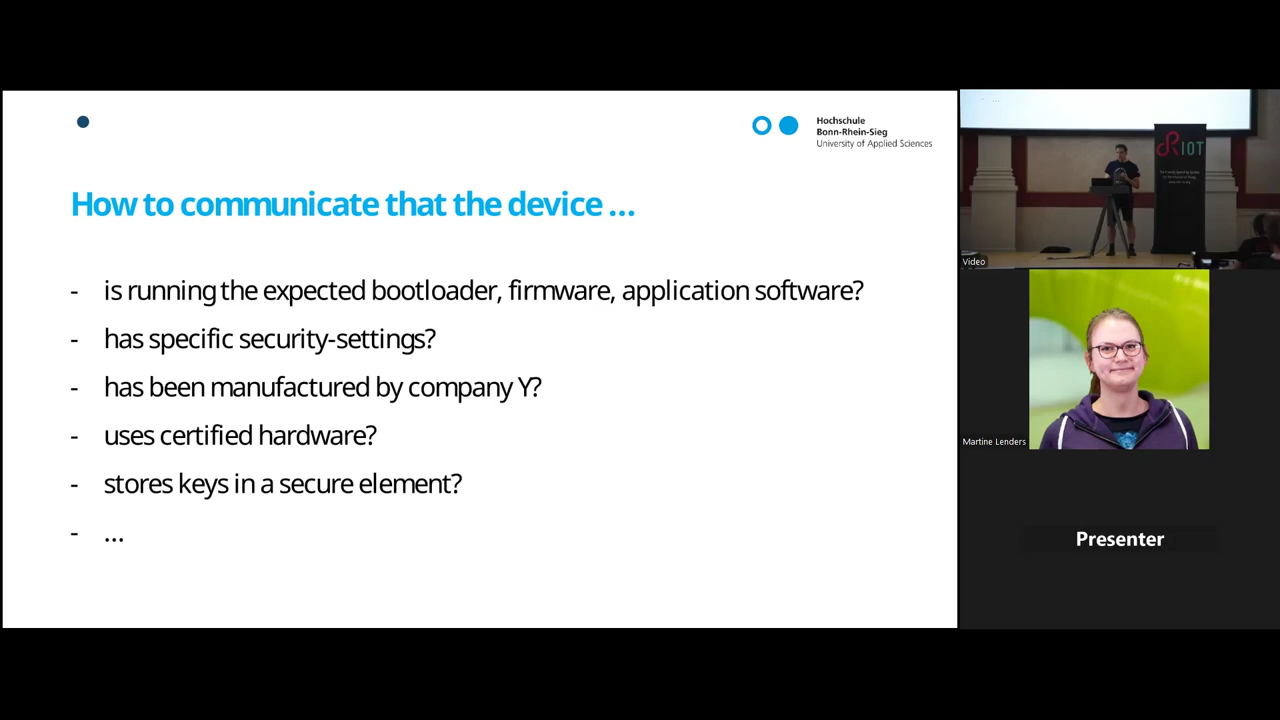 Hochschule
Bonn-Rhein-Sieg
University of Applied Sciences
How to communicate that the device ...
- is running the expected bootloader, firmware, application software?
- has specific security-settings?
- has been manufactured by company Y?
- uses certified hardware?
- stores keys in a secure element?
- ...
RIOT
Video
Martine Lenders
Presenter